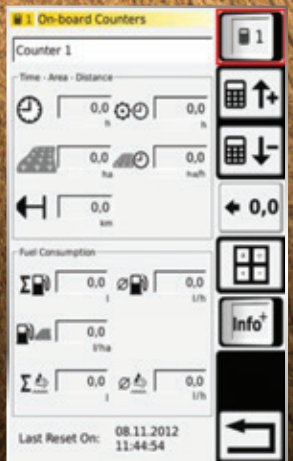 1 On-board Counters
1
Counter 1
Time - Area - Distance
0,0 h 0,0 h
0,0 ha 0,0 ha/h
0,0 km
0,0
Fuel Consumption
Σ 0,0 l ø 0,0 l/h
0,0 l/ha
Info+
Σ 0,0 l ø 0,0 l/h
Last Reset On: 08.11.2012
11:44:54